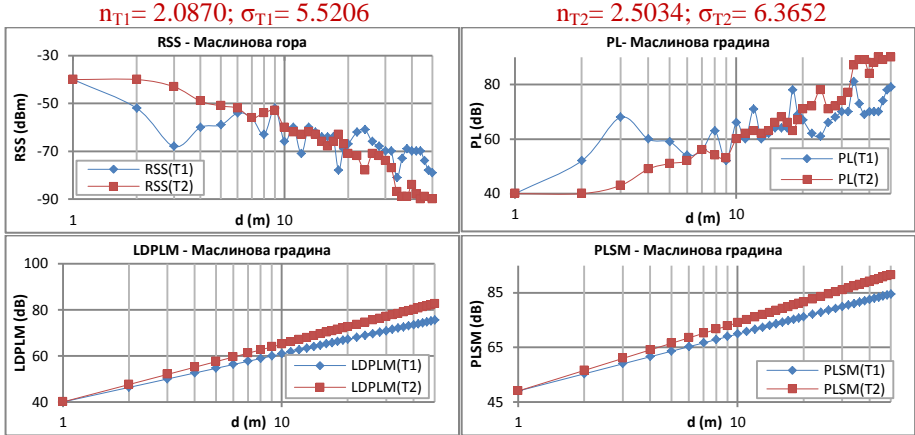 n_T1= 2.0870; σ_T1= 5.5206
n_T2= 2.5034; σ_T2= 6.3652
RSS - Маслинова гора
RSS (dBm)
-30
-50
-70
-90
RSS(T1)
RSS(T2)
1
d (m)
10
PL- Маслинова градина
PL (dB)
80
60
40
PL(T1)
PL(T2)
1
d (m)
10
LDPLM - Маслинова градина
LDPLM (dB)
100
80
60
40
LDPLM(T1)
LDPLM(T2)
1
d (m)
10
PLSM - Маслинова градина
PLSM (dB)
85
65
45
PLSM(T1)
PLSM(T2)
1
d (m)
10